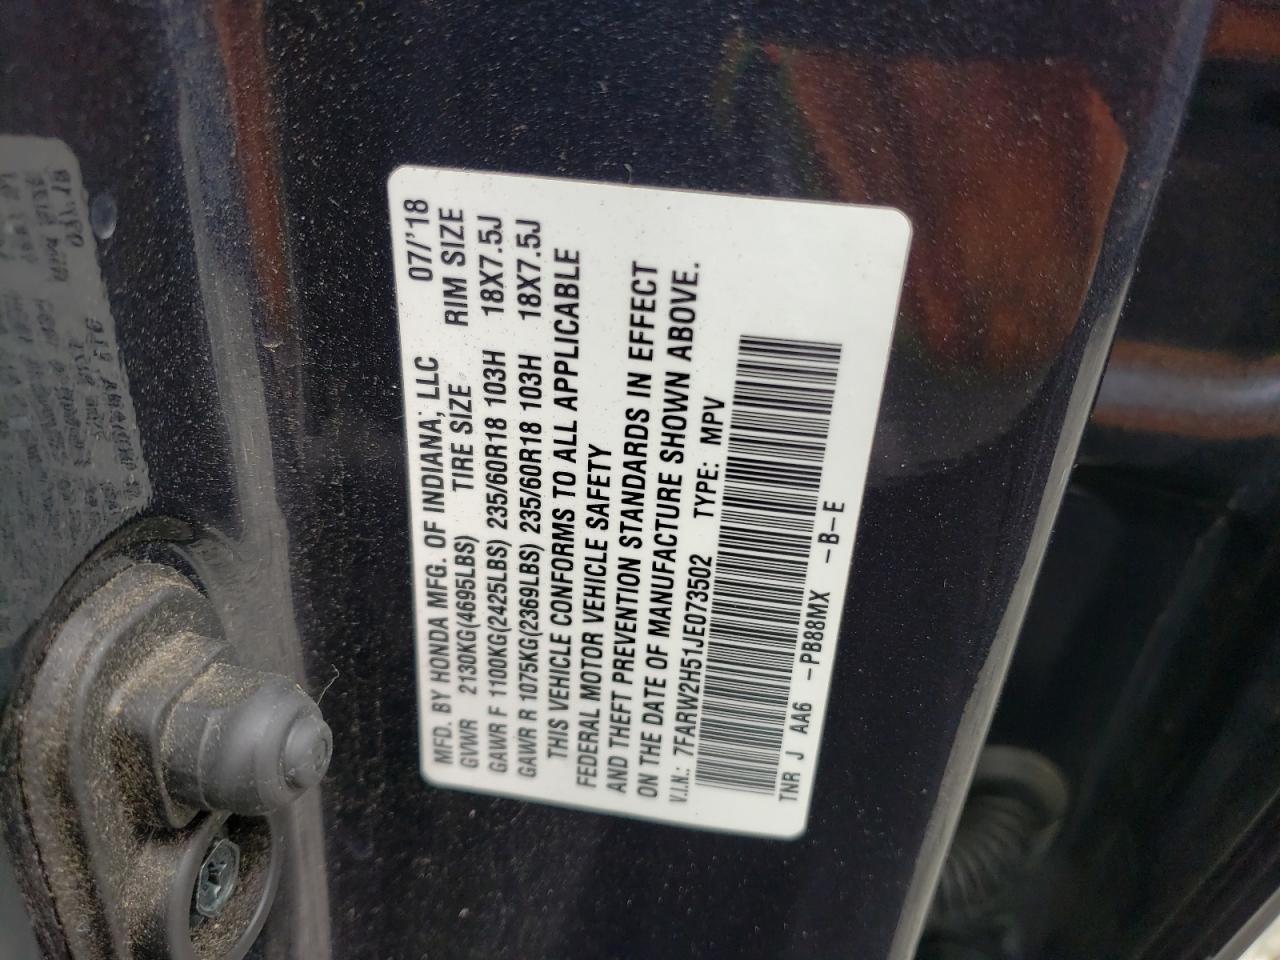 MFD. BY HONDA MFG. OF INDIANA, LLC 07/'18
GVWR 2130KG(4695LBS) TIRE SIZE RIM SIZE
GAWR F 1100KG(2425LBS) 235/60R18 103H 18X7.5J
GAWR R 1075KG(2369LBS) 235/60R18 103H 18X7.5J
THIS VEHICLE CONFORMS TO ALL APPLICABLE
FEDERAL MOTOR VEHICLE SAFETY
AND THEFT PREVENTION STANDARDS IN EFFECT
ON THE DATE OF MANUFACTURE SHOWN ABOVE.
V.I.N.: 7FARW2H51JE073502 TYPE: MPV
TNR J AA6 -PB88MX -B-E